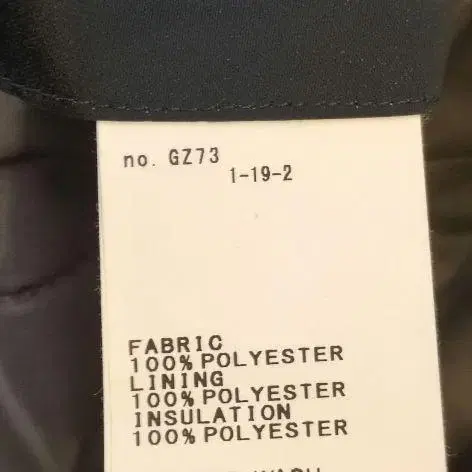 no. GZ73
1-19-2
FABRIC
100% POLYESTER
LINING
100% POLYESTER
INSULATION
100% POLYESTER